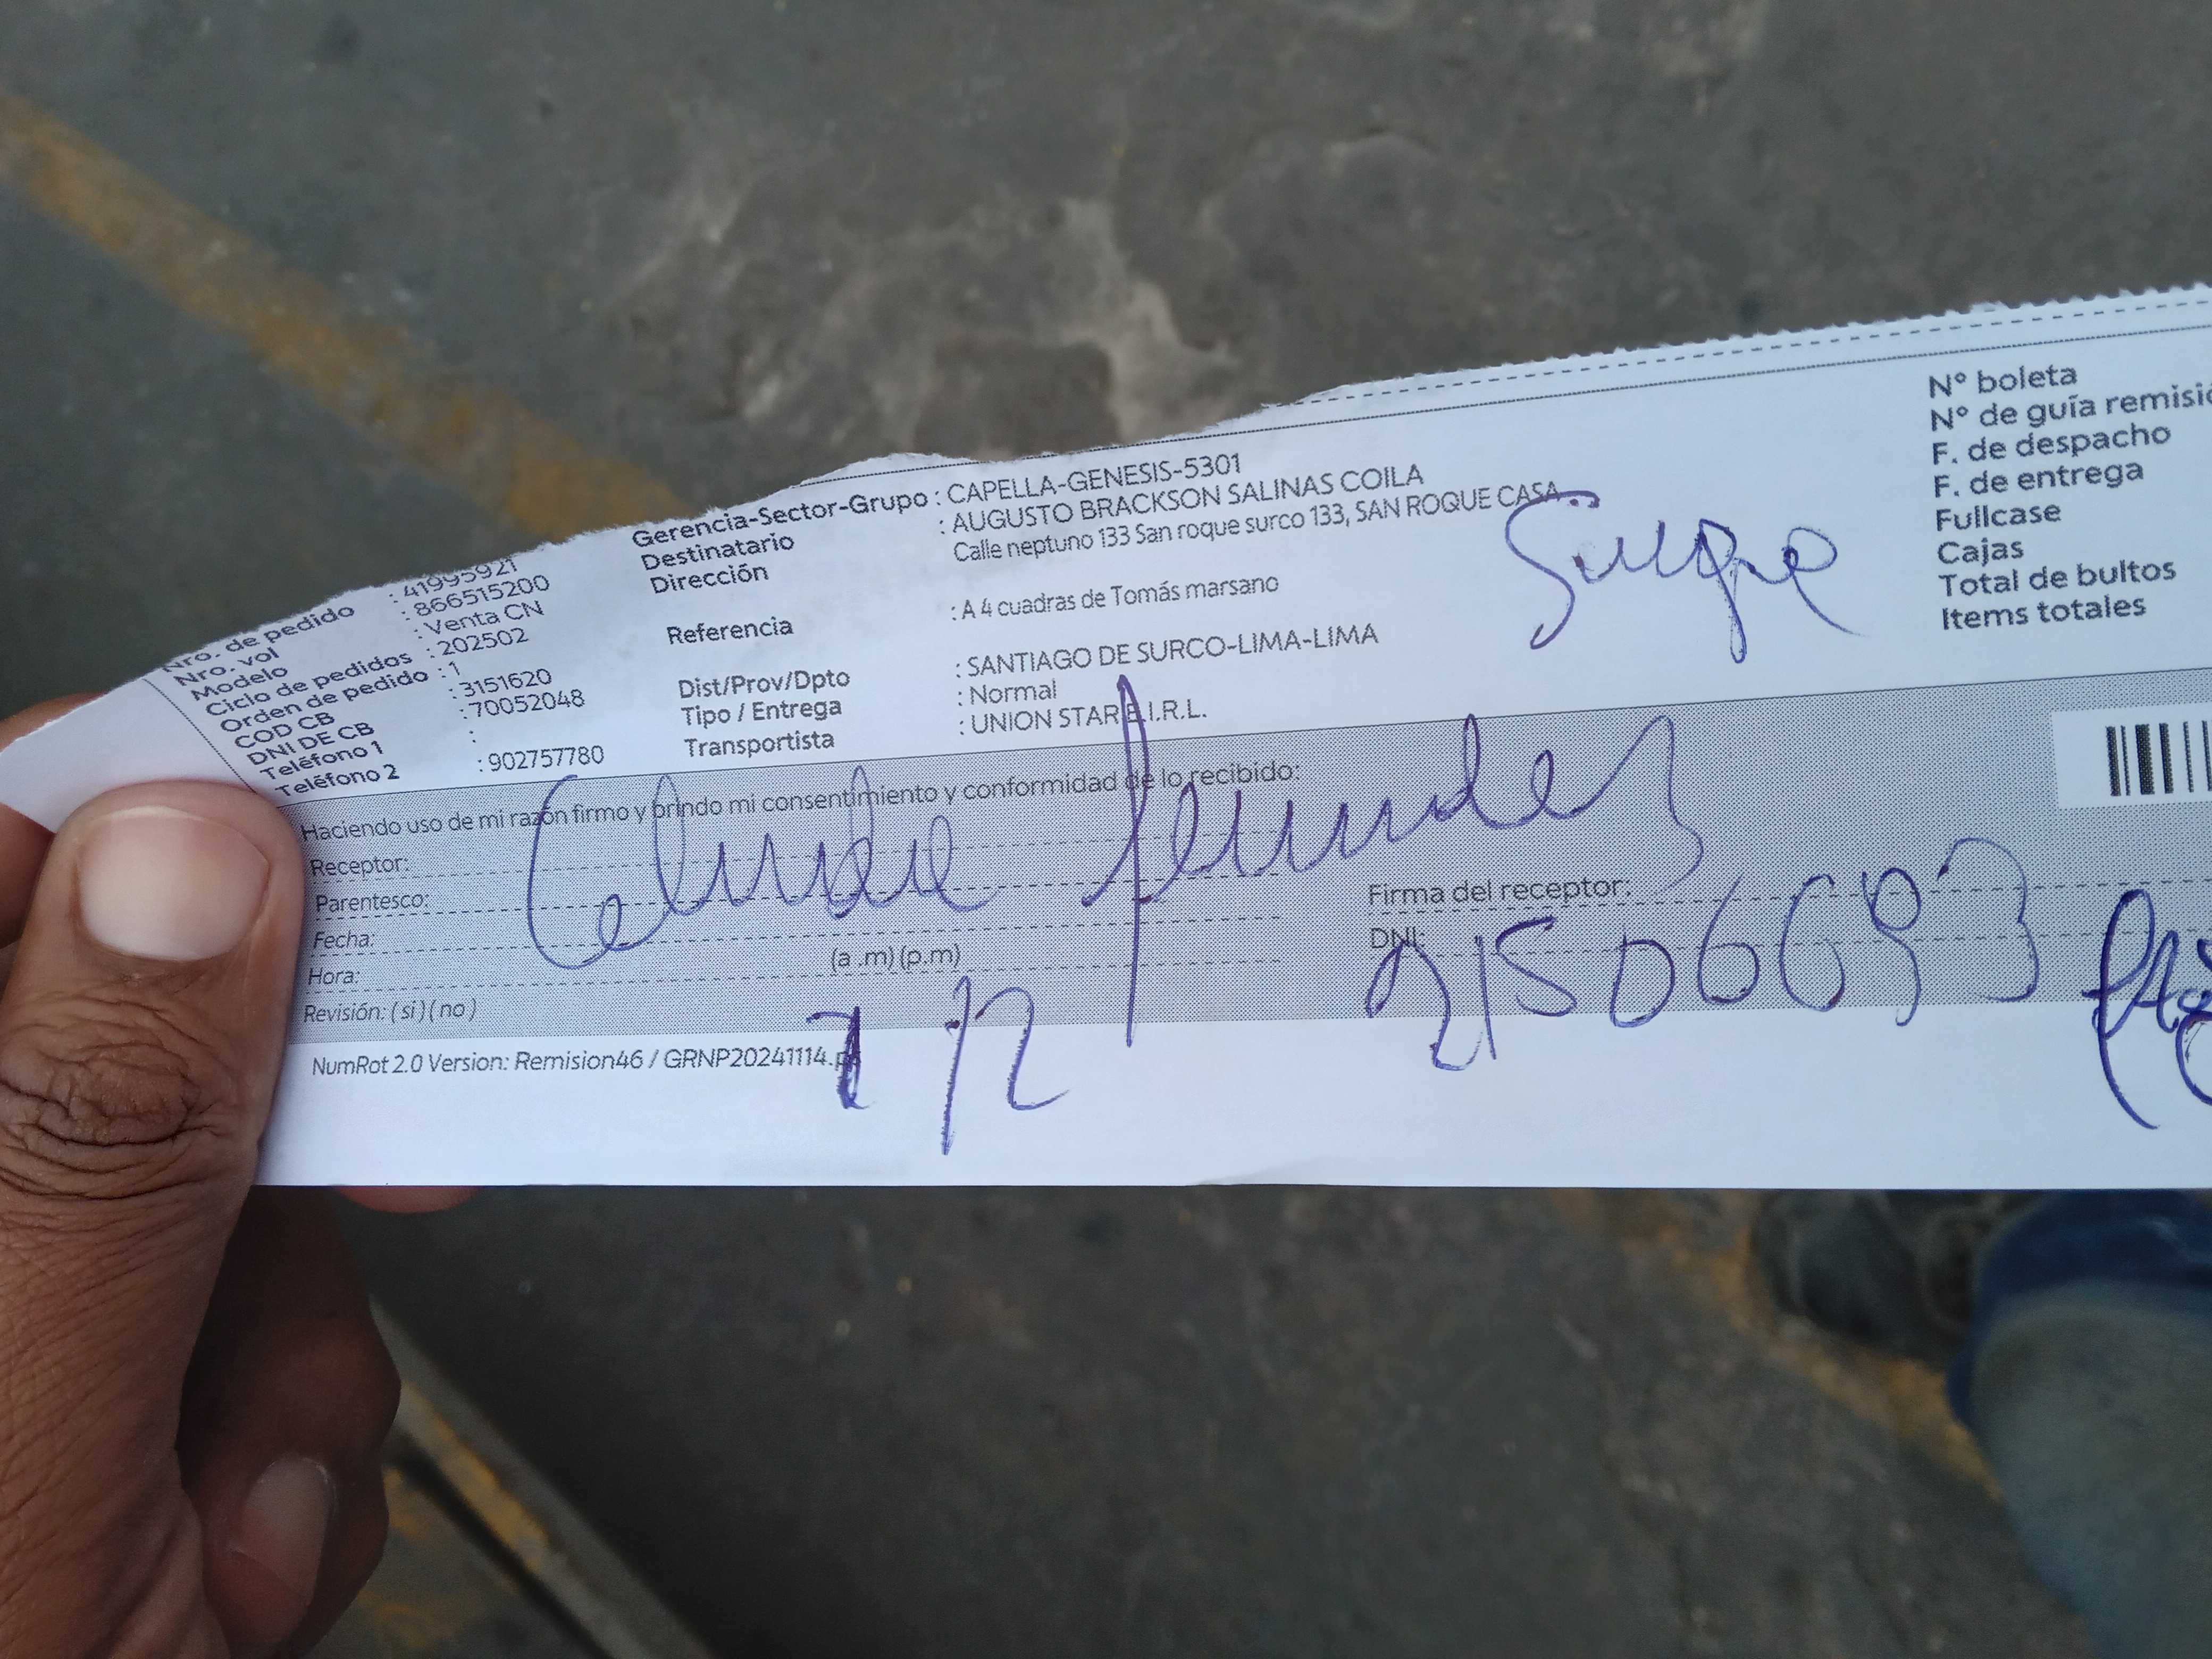 Nro. de pedido : 41995921
Nro. vol : 866515200
Modelo : Venta CN
Ciclo de pedidos : 202502
Orden de pedido : 1
COD CB : 3151620
DNI DE CB : 70052048
Teléfono 1 :
Teléfono 2 : 902757780
Gerencia-Sector-Grupo : CAPELLA-GENESIS-5301
Destinatario : AUGUSTO BRACKSON SALINAS COILA
Dirección Calle neptuno 133 San roque surco 133, SAN ROQUE CASA
Referencia : A 4 cuadras de Tomás marsano
Dist/Prov/Dpto : SANTIAGO DE SURCO-LIMA-LIMA
Tipo / Entrega : Normal
Transportista : UNION STAR E.I.R.L.
N° boleta
N° de guía remisió
F. de despacho
F. de entrega
Fullcase
Cajas
Total de bultos
Items totales
Haciendo uso de mi razón firmo y brindo mi consentimiento y conformidad de lo recibido:
Receptor:
Parentesco:
Fecha:
Hora: (a .m) (p.m)
Revisión: ( si ) ( no )
Firma del receptor:
DNI: 21506693
NumRot 2.0 Version: Remision46 / GRNP20241114.